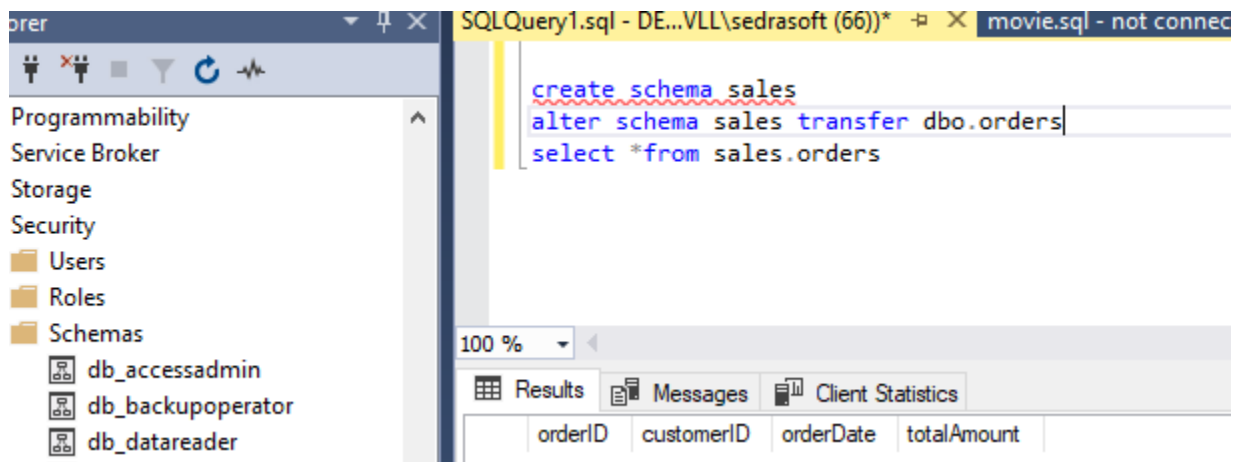 orer
SQLQuery1.sql - DE...VLL\sedrasoft (66))*
movie.sql - not connec
Programmability
Service Broker
Storage
Security
Users
Roles
Schemas
db_accessadmin
db_backupoperator
db_datareader
create schema sales
alter schema sales transfer dbo.orders
select *from sales.orders
100 %
Results Messages Client Statistics
orderID customerID orderDate totalAmount